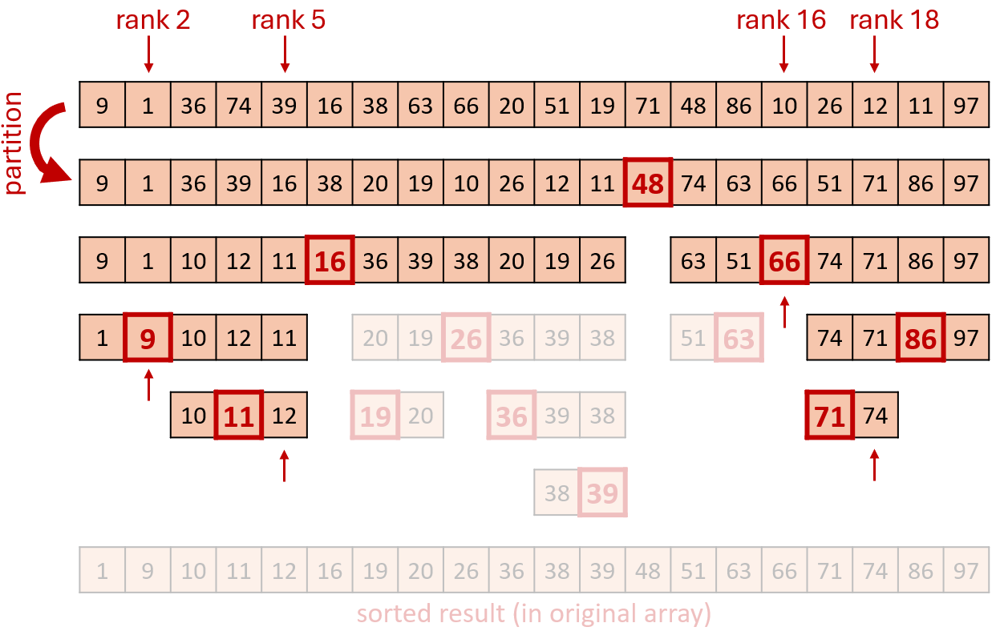 rank 2 rank 5 rank 16 rank 18
partition
9 1 36 74 39 16 38 63 66 20 51 19 71 48 86 10 26 12 11 97
9 1 36 39 16 38 20 19 10 26 12 11 48 74 63 66 51 71 86 97
9 1 10 12 11 16 36 39 38 20 19 26 63 51 66 74 71 86 97
1 9 10 12 11 20 19 26 36 39 38 51 63 74 71 86 97
10 11 12 19 20 36 39 38 71 74
38 39
1 9 10 11 12 16 19 20 26 36 38 39 48 51 63 66 71 74 86 97
sorted result (in original array)